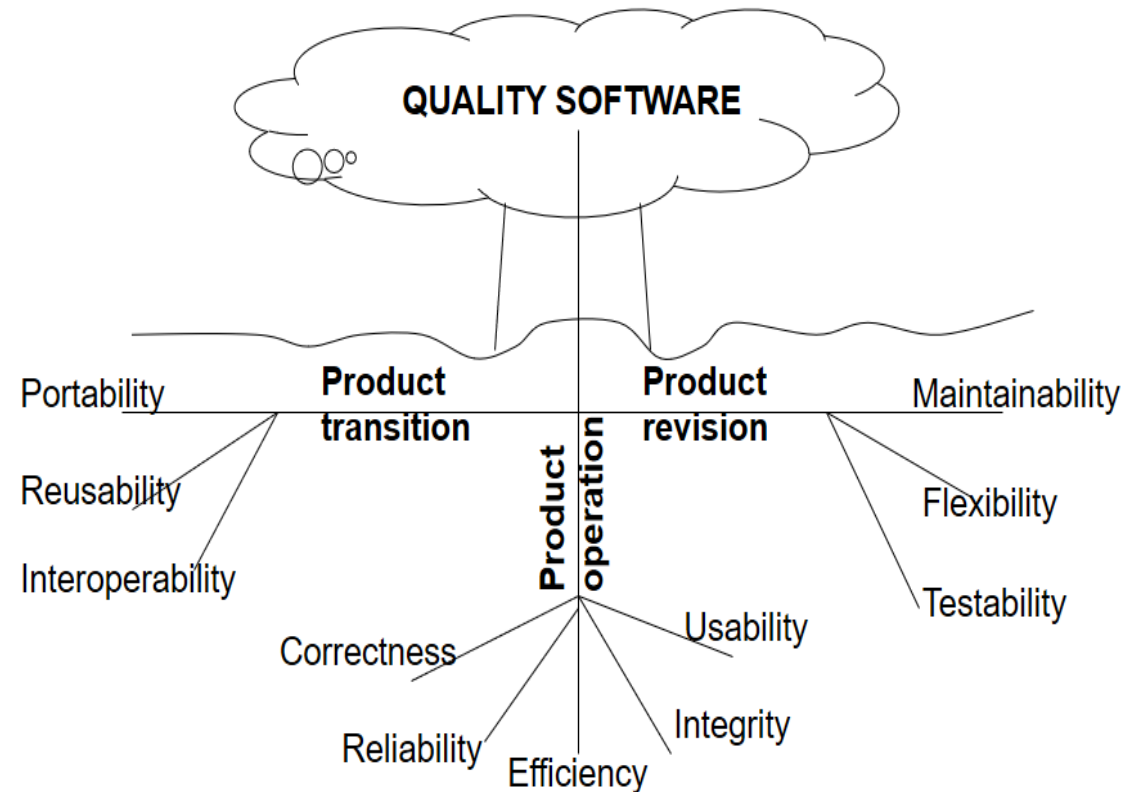 QUALITY SOFTWARE
Product
transition
Product
revision
Portability
Reusability
Interoperability
Maintainability
Flexibility
Testability
Product
operation
Correctness
Reliability
Efficiency
Integrity
Usability